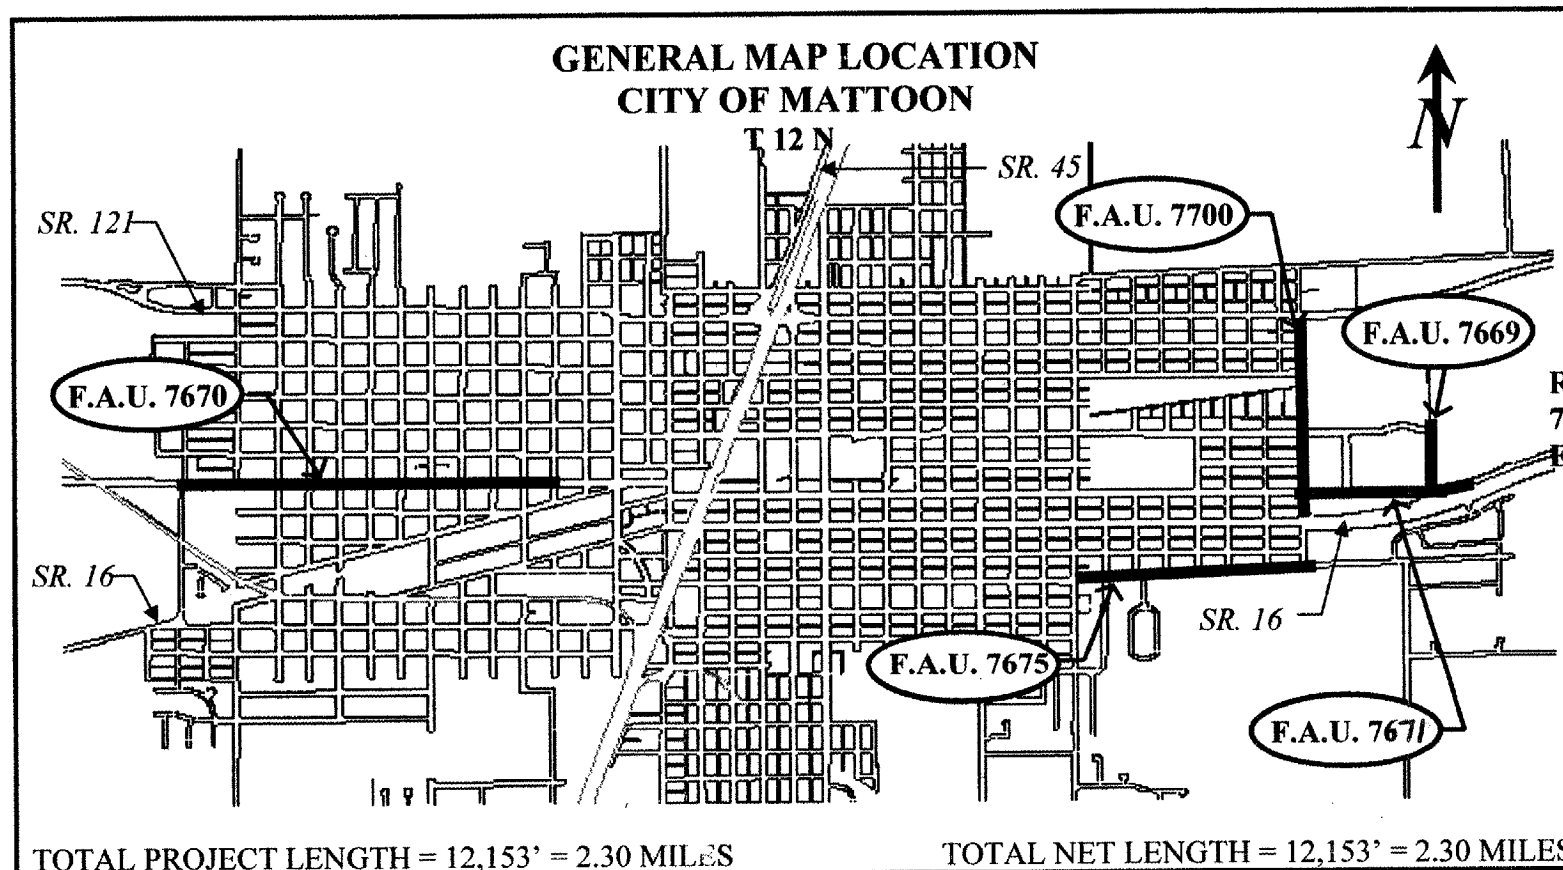 GENERAL MAP LOCATION
CITY OF MATTOON
T 12 N
N
SR. 45
SR. 121
F.A.U. 7700
F.A.U. 7669
F.A.U. 7670
SR. 16
SR. 16
F.A.U. 7675
F.A.U. 7671
TOTAL PROJECT LENGTH = 12,153' = 2.30 MILES
TOTAL NET LENGTH = 12,153' = 2.30 MILES